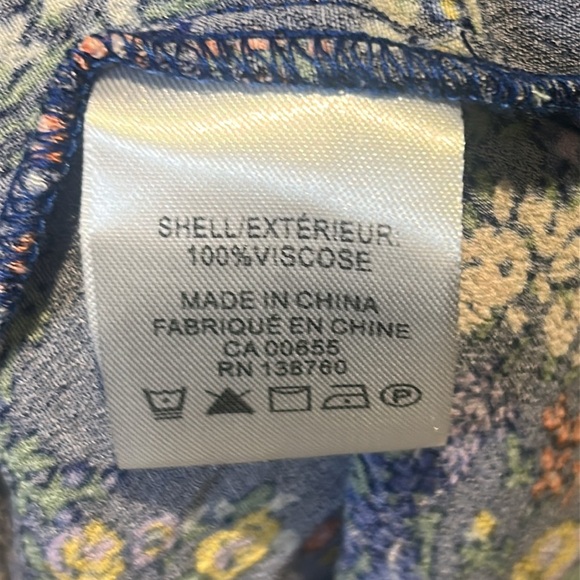 SHELL/EXTÉRIEUR:
100%VISCOSE
MADE IN CHINA
FABRIQUÉ EN CHINE
CA 00655
RN 138760
P